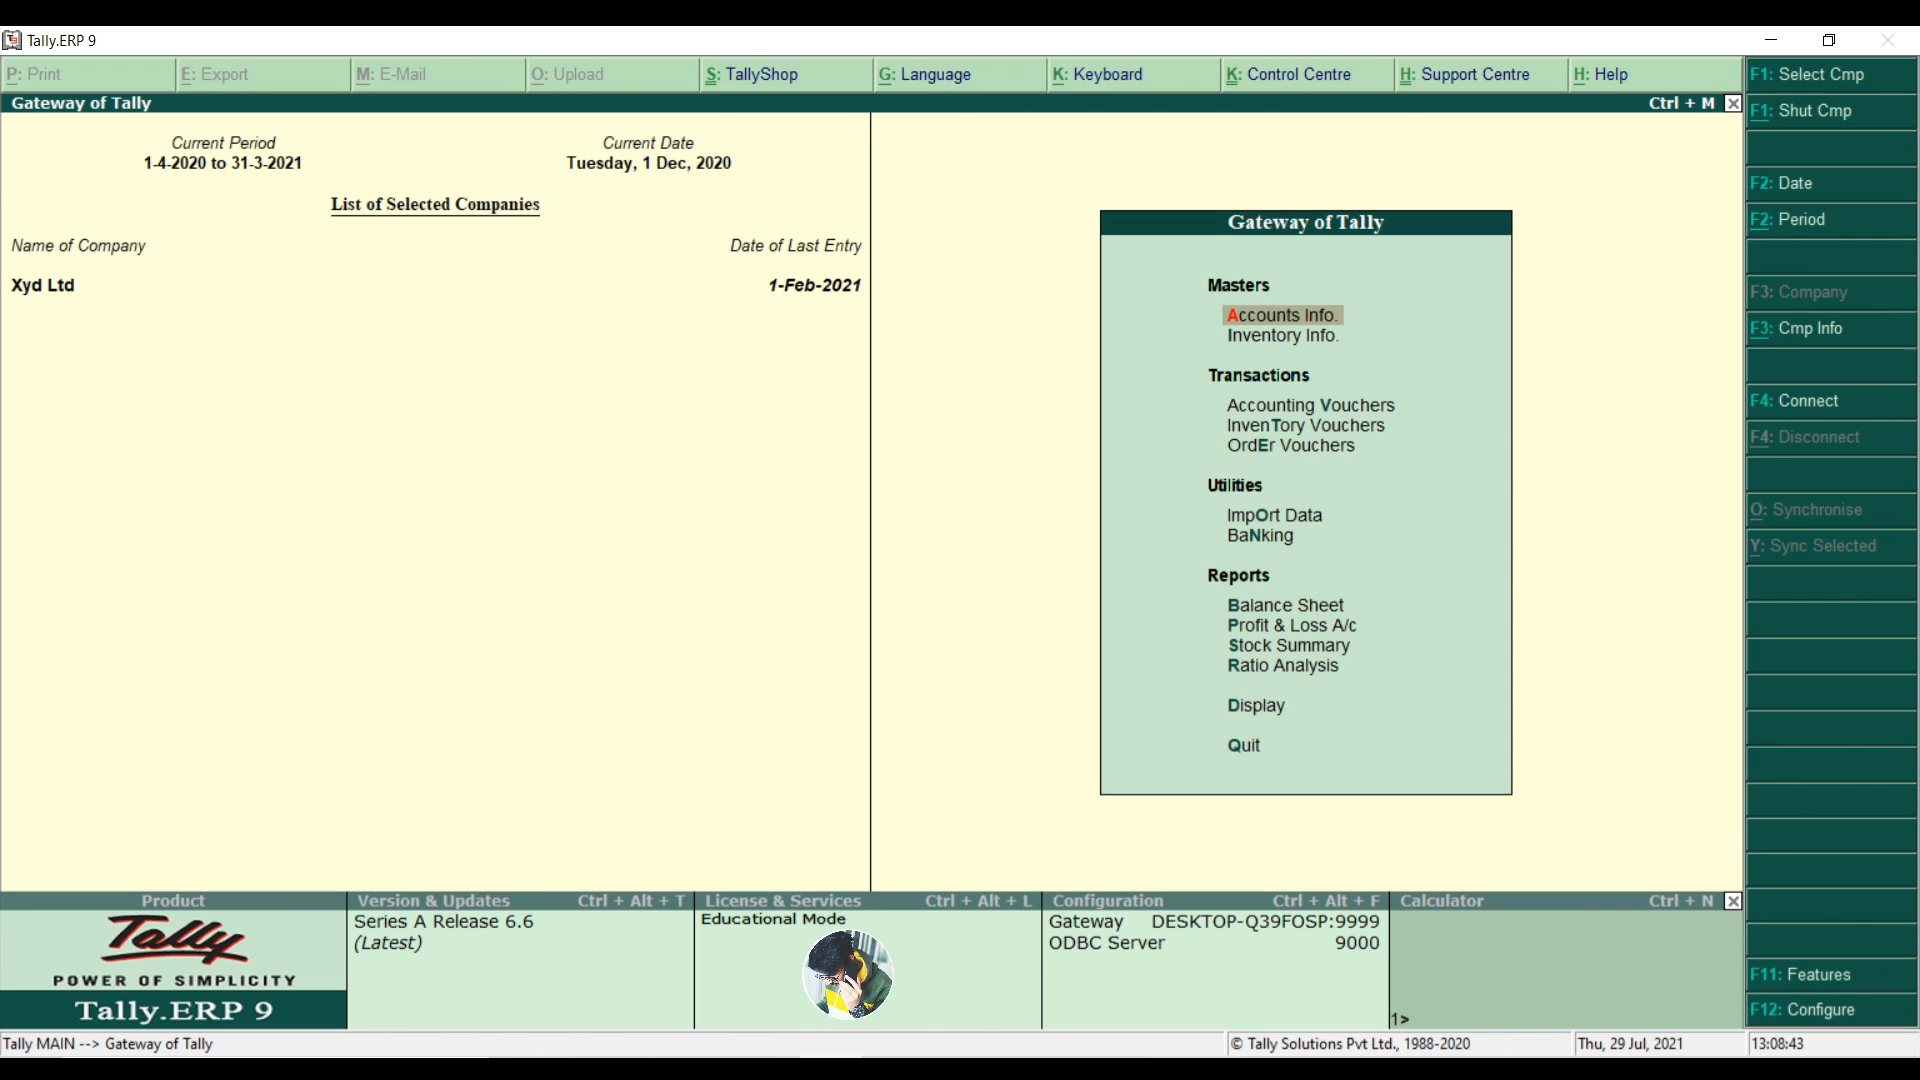 Tally.ERP 9
P: Print
E: Export
M: E-Mail
O: Upload
S: TallyShop
G: Language
K: Keyboard
K: Control Centre
H: Support Centre
H: Help
Gateway of Tally
Ctrl + M
Current Period
1-4-2020 to 31-3-2021
Current Date
Tuesday, 1 Dec, 2020
List of Selected Companies
Name of Company
Date of Last Entry
Xyd Ltd
1-Feb-2021
Gateway of Tally
Masters
Accounts Info.
Inventory Info.
Transactions
Accounting Vouchers
InvenTory Vouchers
OrdEr Vouchers
Utilities
ImpOrt Data
BaNking
Reports
Balance Sheet
Profit & Loss A/c
Stock Summary
Ratio Analysis
Display
Quit
F1: Select Cmp
F1: Shut Cmp
F2: Date
F2: Period
F3: Company
F3: Cmp Info
F4: Connect
F4: Disconnect
O: Synchronise
Y: Sync Selected
F11: Features
F12: Configure
Product
Tally
POWER OF SIMPLICITY
Tally.ERP 9
Version & Updates Ctrl + Alt + T
Series A Release 6.6
(Latest)
License & Services Ctrl + Alt + L
Educational Mode
Configuration Ctrl + Alt + F
Gateway DESKTOP-Q39FOSP:9999
ODBC Server 9000
Calculator Ctrl + N
1>
Tally MAIN --> Gateway of Tally
© Tally Solutions Pvt Ltd., 1988-2020
Thu, 29 Jul, 2021
13:08:43